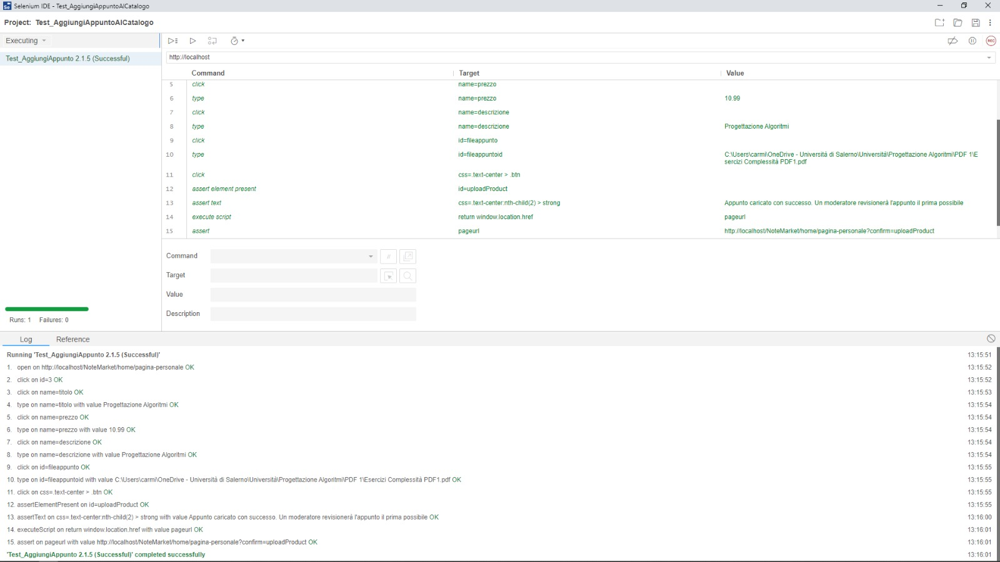 Selenium IDE - Test_AggiungiAppuntoAlCatalogo
Project: Test_AggiungiAppuntoAlCatalogo
Executing
Test_AggiungiAppunto 2.1.5 (Successful)
http://localhost
Command Target Value
5 click name=prezzo
6 type name=prezzo 10.99
7 click name=descrizione
8 type name=descrizione Progettazione Algoritmi
9 click id=fileappunto
10 type id=fileappuntoid C:\Users\carmi\OneDrive - Università di Salerno\Università\Progettazione Algoritmi\PDF 1\E
sercizi Complessità PDF1.pdf
11 click css=.text-center > .btn
12 assert element present id=uploadProduct
13 assert text css=.text-center:nth-child(2) > strong Appunto caricato con successo. Un moderatore revisionerà l'appunto il prima possibile
14 execute script return window.location.href pageurl
15 assert pageurl http://localhost/NoteMarket/home/pagina-personale?confirm=uploadProduct
Command //
Target
Value
Description
Runs: 1 Failures: 0
REC
Log Reference
Running 'Test_AggiungiAppunto 2.1.5 (Successful)' 13:15:51
1. open on http://localhost/NoteMarket/home/pagina-personale OK 13:15:52
2. click on id=3 OK 13:15:52
3. click on name=titolo OK 13:15:53
4. type on name=titolo with value Progettazione Algoritmi OK 13:15:54
5. click on name=prezzo OK 13:15:54
6. type on name=prezzo with value 10.99 OK 13:15:54
7. click on name=descrizione OK 13:15:54
8. type on name=descrizione with value Progettazione Algoritmi OK 13:15:54
9. click on id=fileappunto OK 13:15:55
10. type on id=fileappuntoid with value C:\Users\carmi\OneDrive - Università di Salerno\Università\Progettazione Algoritmi\PDF 1\Esercizi Complessità PDF1.pdf OK 13:15:55
11. click on css=.text-center > .btn OK 13:15:55
12. assertElementPresent on id=uploadProduct OK 13:15:55
13. assertText on css=.text-center:nth-child(2) > strong with value Appunto caricato con successo. Un moderatore revisionerà l'appunto il prima possibile OK 13:16:00
14. executeScript on return window.location.href with value pageurl OK 13:16:01
15. assert on pageurl with value http://localhost/NoteMarket/home/pagina-personale?confirm=uploadProduct OK 13:16:01
'Test_AggiungiAppunto 2.1.5 (Successful)' completed successfully 13:16:01